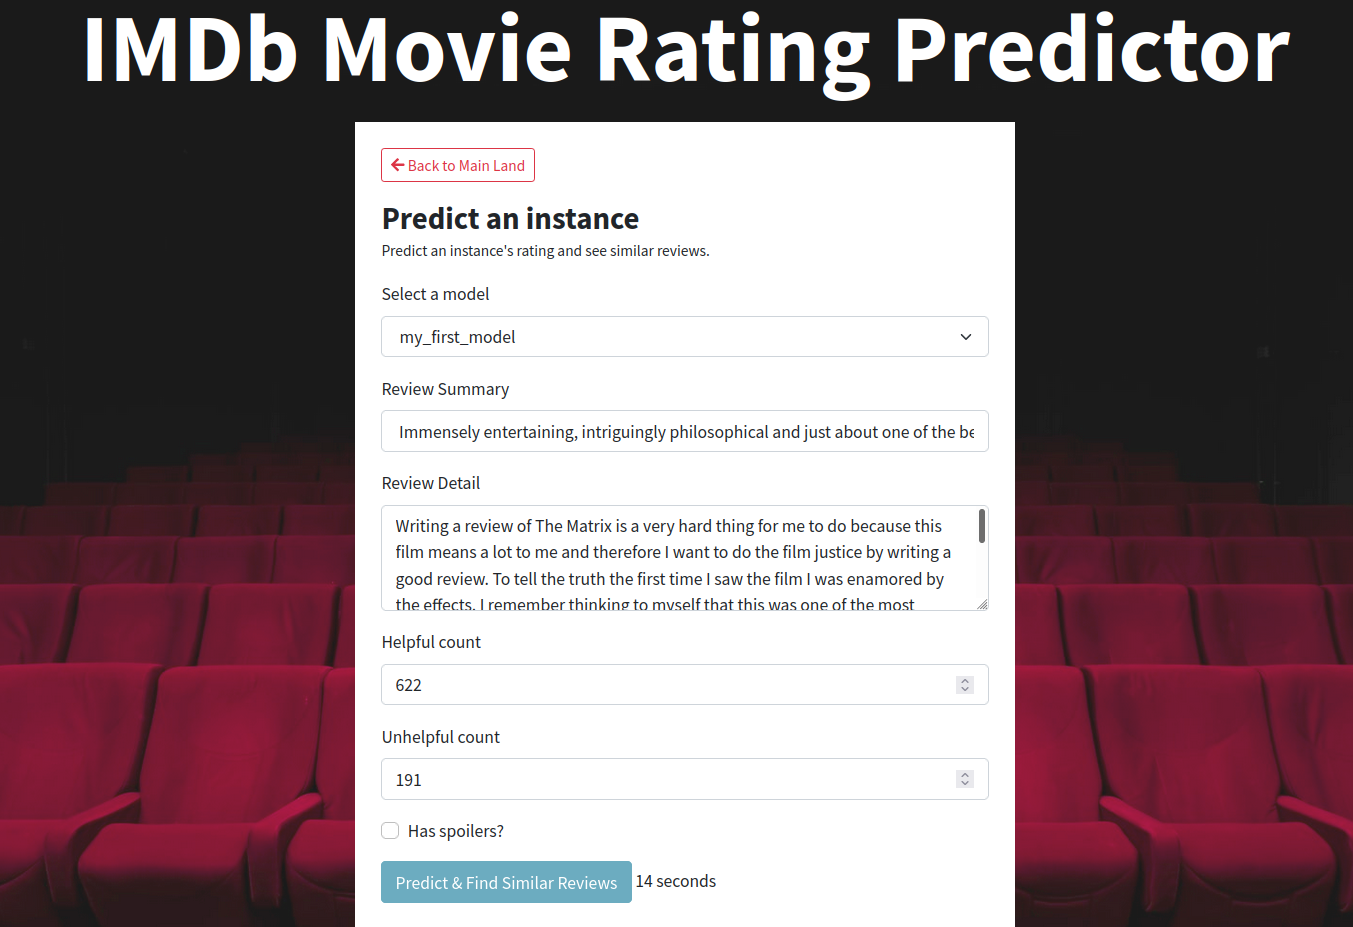 IMDb Movie Rating Predictor
Back to Main Land
Predict an instance
Predict an instance's rating and see similar reviews.
Select a model
my_first_model
Review Summary
Immensely entertaining, intriguingly philosophical and just about one of the be
Review Detail
Writing a review of The Matrix is a very hard thing for me to do because this
film means a lot to me and therefore I want to do the film justice by writing a
good review. To tell the truth the first time I saw the film I was enamored by
the effects. I remember thinking to myself that this was one of the most
Helpful count
622
Unhelpful count
191
Has spoilers?
Predict & Find Similar Reviews 14 seconds